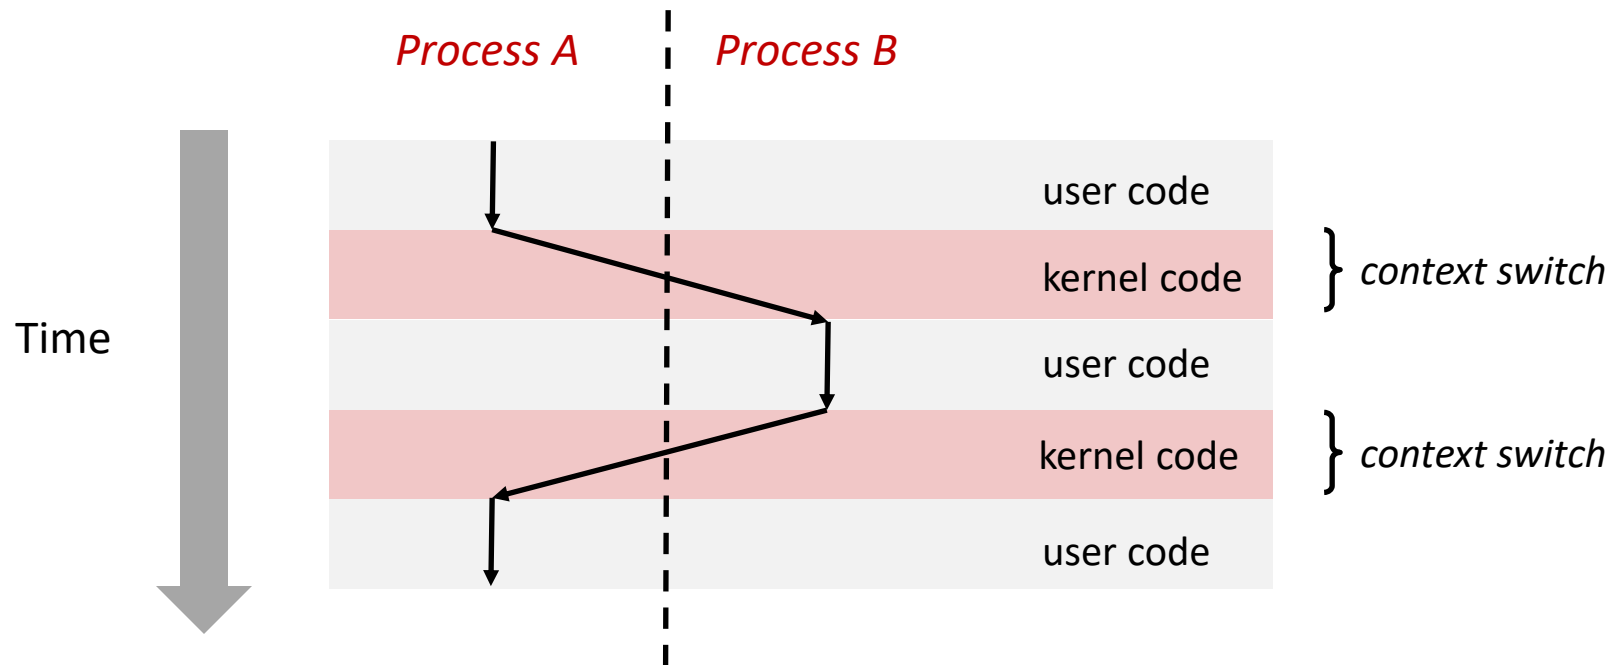 Process A
Process B
user code
kernel code
context switch
Time
user code
kernel code
context switch
user code